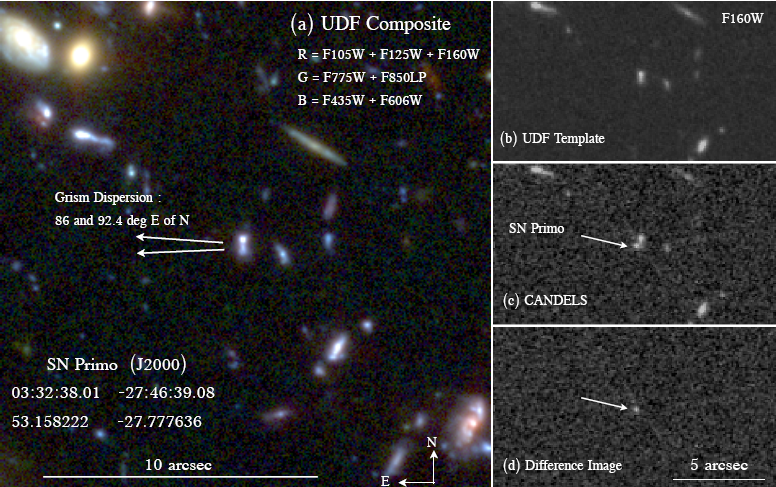 (a) UDF Composite
R = F105W + F125W + F160W
G = F775W + F850LP
B = F435W + F606W
Grism Dispersion :
86 and 92.4 deg E of N
SN Primo (J2000)
03:32:38.01 -27:46:39.08
53.158222 -27.777636
10 arcsec
N
E
F160W
(b) UDF Template
SN Primo
(c) CANDELS
(d) Difference Image
5 arcsec